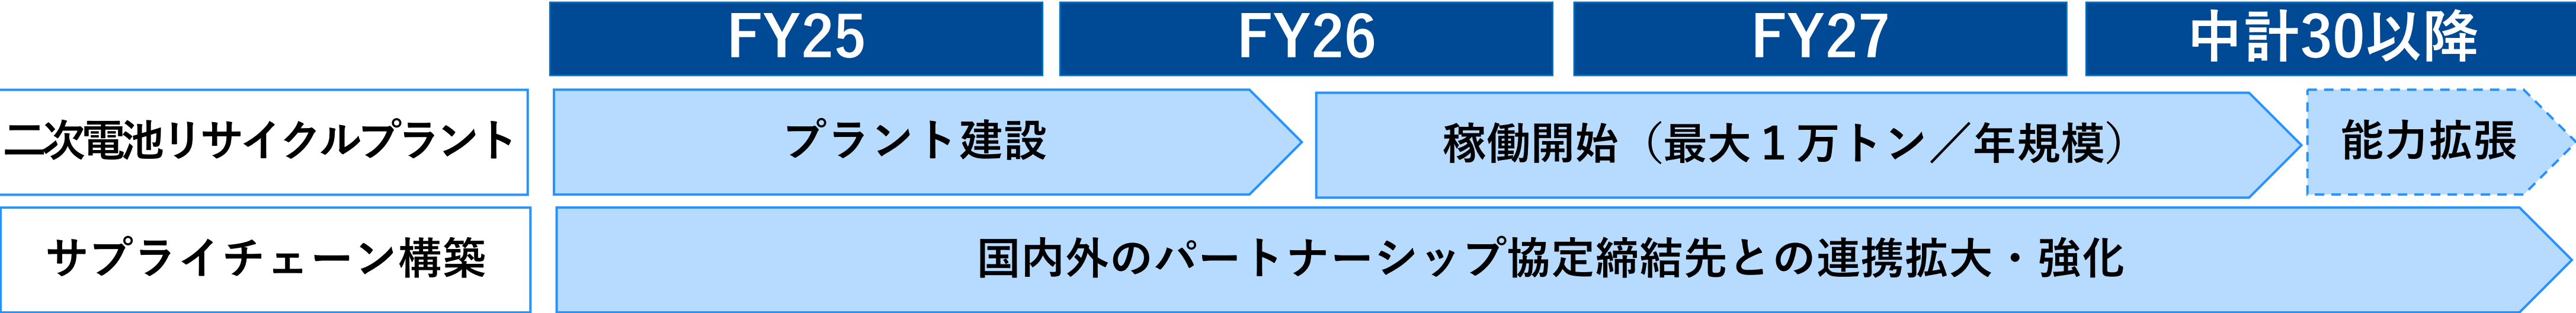 FY25 FY26 FY27 中計30以降
二次電池リサイクルプラント プラント建設 稼働開始（最大１万トン／年規模） 能力拡張
サプライチェーン構築 国内外のパートナーシップ協定締結先との連携拡大・強化